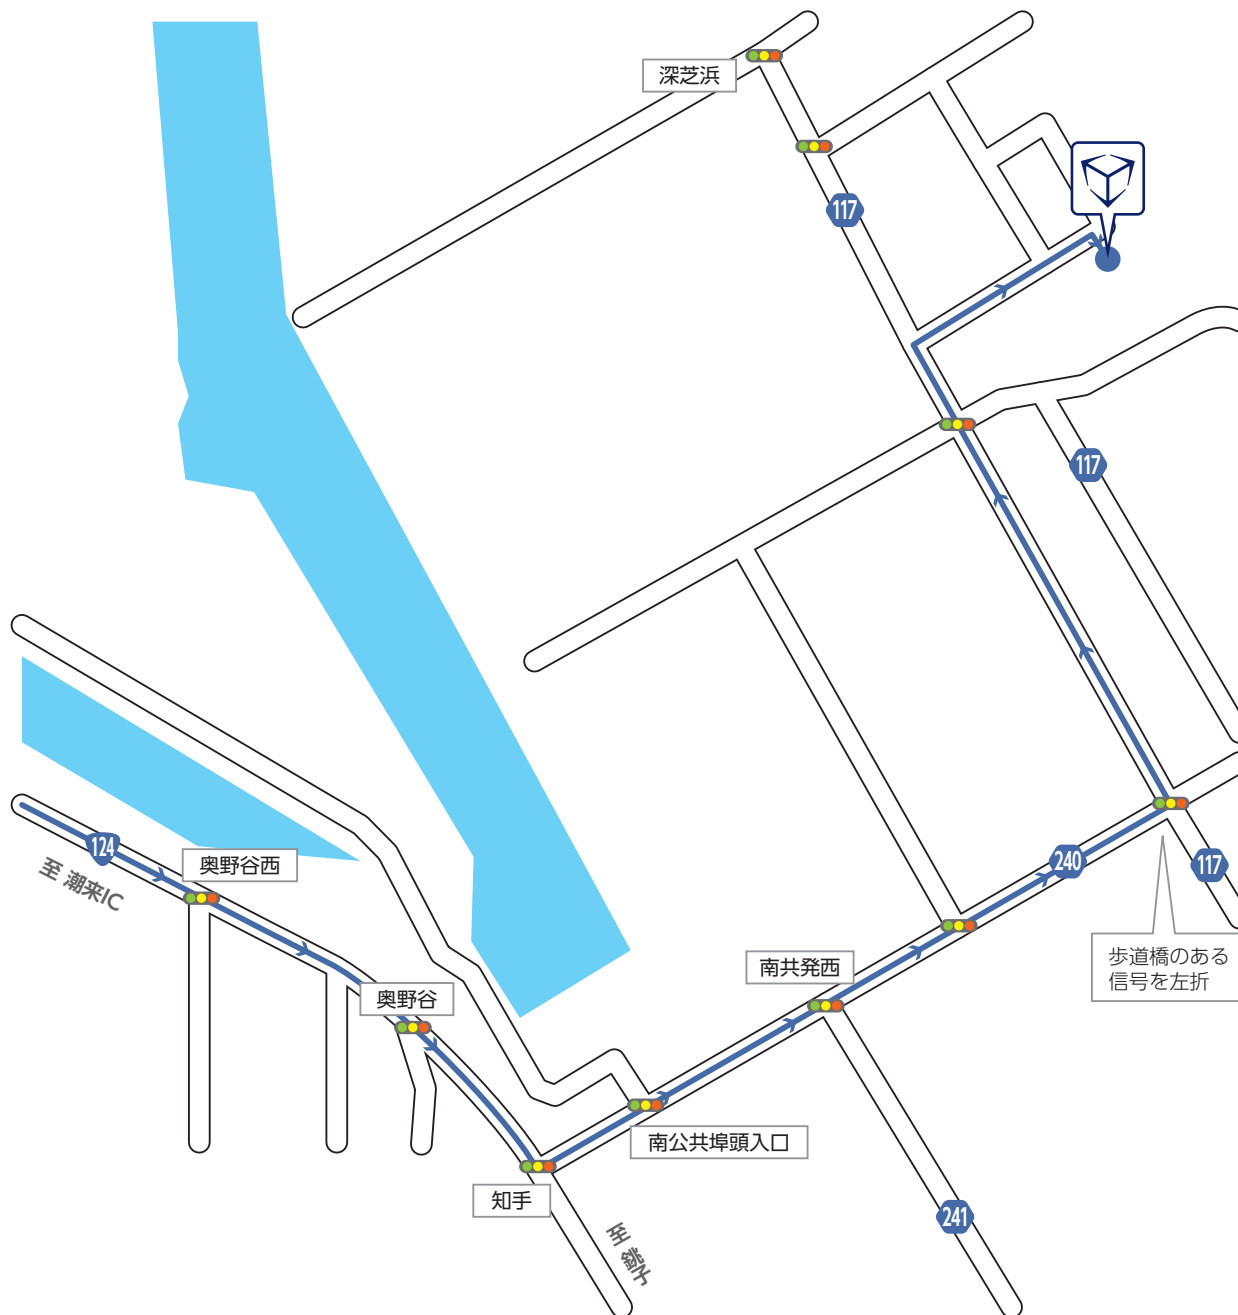 深芝浜
117
117
124
奥野谷西
至 潮来IC
240
117
歩道橋のある
信号を左折
南共発西
奥野谷
南公共埠頭入口
知手
241
至 銚子